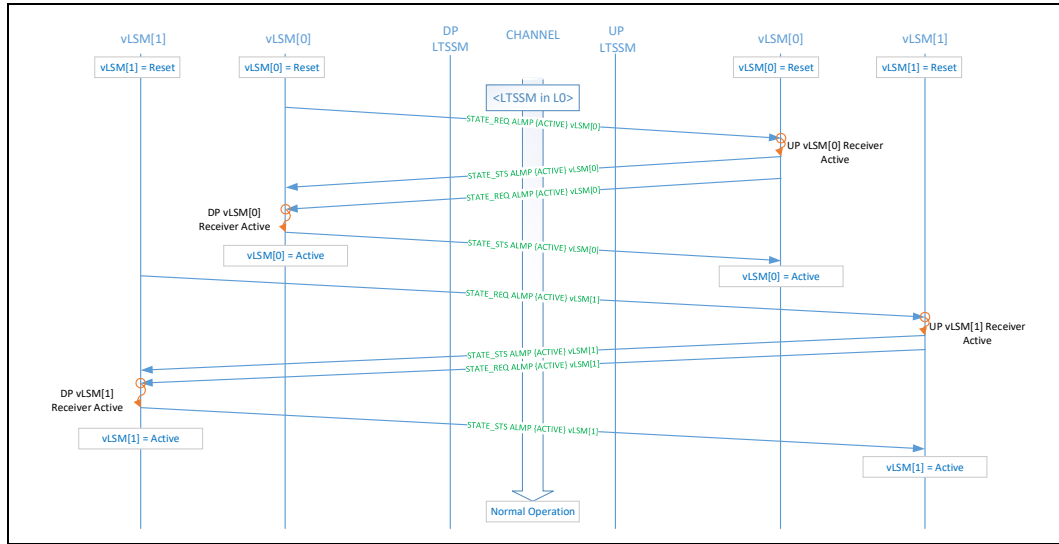 vLSM[1]
vLSM[0]
DP
LTSSM
CHANNEL
UP
LTSSM
vLSM[0]
vLSM[1]
vLSM[1] = Reset
vLSM[0] = Reset
vLSM[0] = Reset
vLSM[1] = Reset
<LTSSM in L0>
STATE_REQ ALMP {ACTIVE} vLSM[0]
UP vLSM[0] Receiver
Active
STATE_STS ALMP {ACTIVE} vLSM[0]
STATE_REQ ALMP {ACTIVE} vLSM[0]
DP vLSM[0]
Receiver Active
STATE_STS ALMP {ACTIVE} vLSM[0]
vLSM[0] = Active
vLSM[0] = Active
STATE_REQ ALMP {ACTIVE} vLSM[1]
UP vLSM[1] Receiver
Active
STATE_STS ALMP {ACTIVE} vLSM[1]
STATE_REQ ALMP {ACTIVE} vLSM[1]
DP vLSM[1]
Receiver Active
STATE_STS ALMP {ACTIVE} vLSM[1]
vLSM[1] = Active
vLSM[1] = Active
Normal Operation